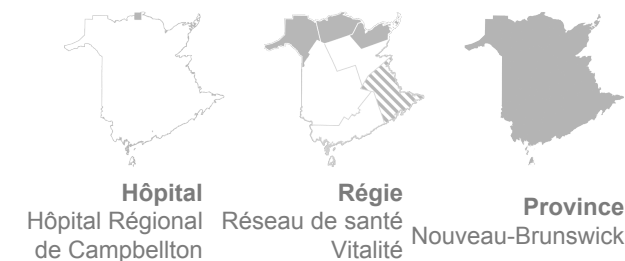 Hôpital
Hôpital Régional
de Campbellton
Régie
Réseau de santé
Vitalité
Province
Nouveau-Brunswick